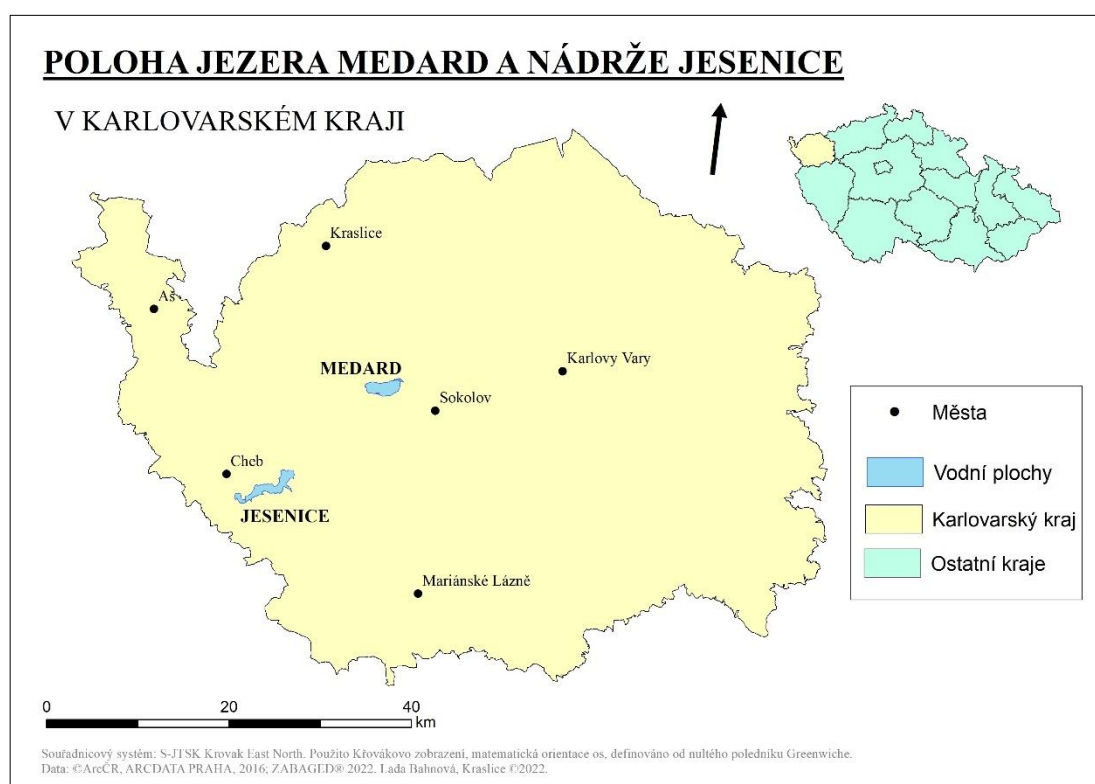 POLOHA JEZERA MEDARD A NÁDRŽE JESENICE
V KARLOVARSKÉM KRAJI
Kraslice
Aš
Karlovy Vary
MEDARD
Sokolov
Cheb
JESENICE
Mariánské Lázně
Města
Vodní plochy
Karlovarský kraj
Ostatní kraje
0 20 40
km
Souřadnicový systém: S-JTSK Krovak East North. Použito Křovákovo zobrazení, matematická orientace os, definováno od nultého poledníku Greenwiche.
Data: ©ArcČR, ARCDATA PRAHA, 2016; ZABAGED® 2022. Lada Bahnová, Kraslice ©2022.